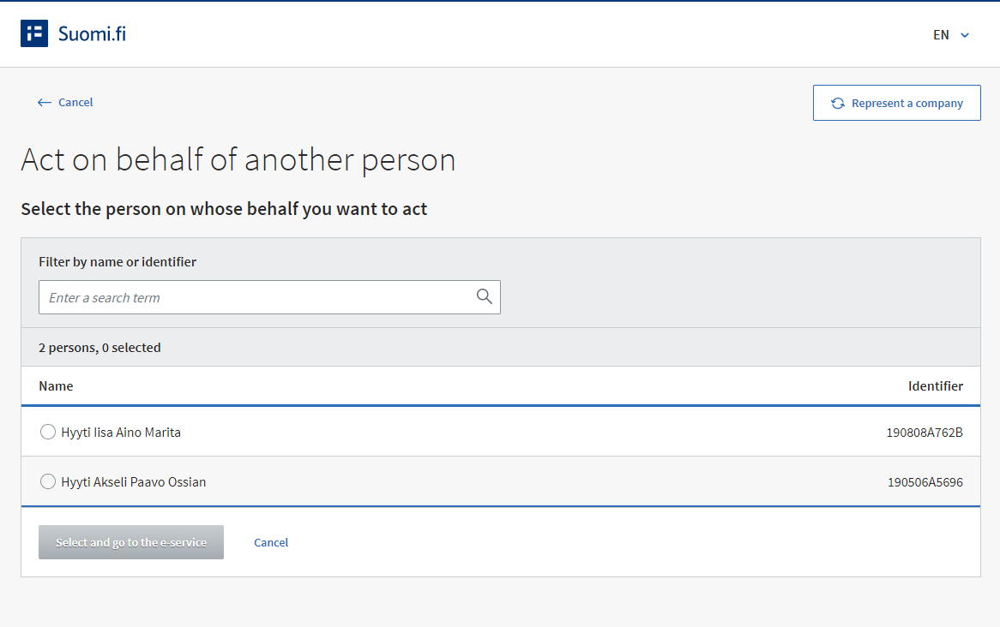 Suomi.fi
EN
Cancel
Represent a company
Act on behalf of another person
Select the person on whose behalf you want to act
Filter by name or identifier
Enter a search term
2 persons, 0 selected
Name Identifier
Hyyti Iisa Aino Marita 190808A762B
Hyyti Akseli Paavo Ossian 190506A5696
Select and go to the e-service Cancel